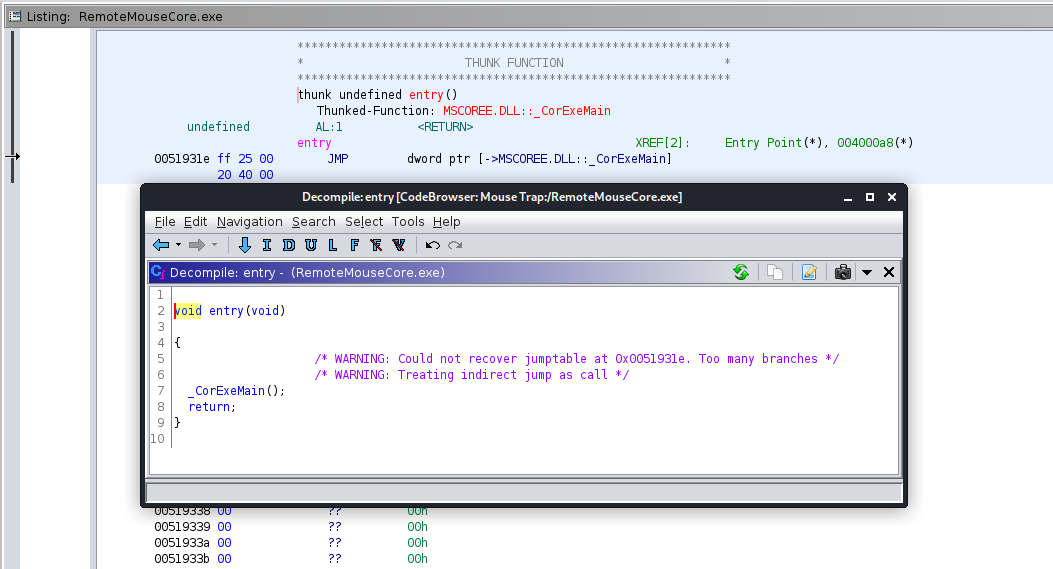 Listing: RemoteMouseCore.exe
**************************************************************
* THUNK FUNCTION *
**************************************************************
thunk undefined entry()
Thunked-Function: MSCOREE.DLL::_CorExeMain
undefined AL:1 <RETURN>
entry XREF[2]: Entry Point(*), 004000a8(*)
0051931e ff 25 00 JMP dword ptr [->MSCOREE.DLL::_CorExeMain]
20 40 00
Decompile: entry [CodeBrowser: Mouse Trap:/RemoteMouseCore.exe]
File Edit Navigation Search Select Tools Help
I D U L F
Decompile: entry - (RemoteMouseCore.exe)
1
2 void entry(void)
3
4 {
5 /* WARNING: Could not recover jumptable at 0x0051931e. Too many branches */
6 /* WARNING: Treating indirect jump as call */
7 _CorExeMain();
8 return;
9 }
10
00519338 00 ?? 00h
00519339 00 ?? 00h
0051933a 00 ?? 00h
0051933b 00 ?? 00h